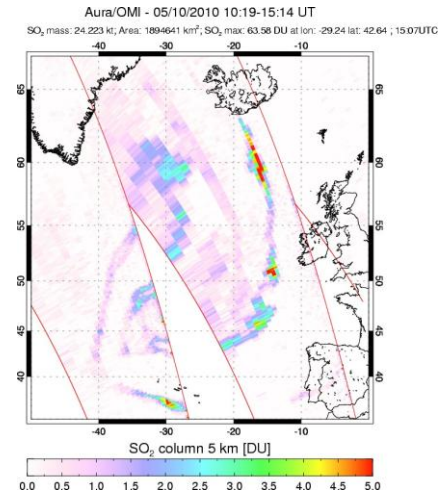 Aura/OMI - 05/10/2010 10:19-15:14 UT
SO₂ mass: 24.223 kt; Area: 1894641 km²; SO₂ max: 63.58 DU at lon: -29.24 lat: 42.64 ; 15:07UTC
-40 -30 -20 -10
65 65
60 60
55 55
50 50
45 45
40 40
-40 -30 -20 -10
SO₂ column 5 km [DU]
0.0 0.5 1.0 1.5 2.0 2.5 3.0 3.5 4.0 4.5 5.0